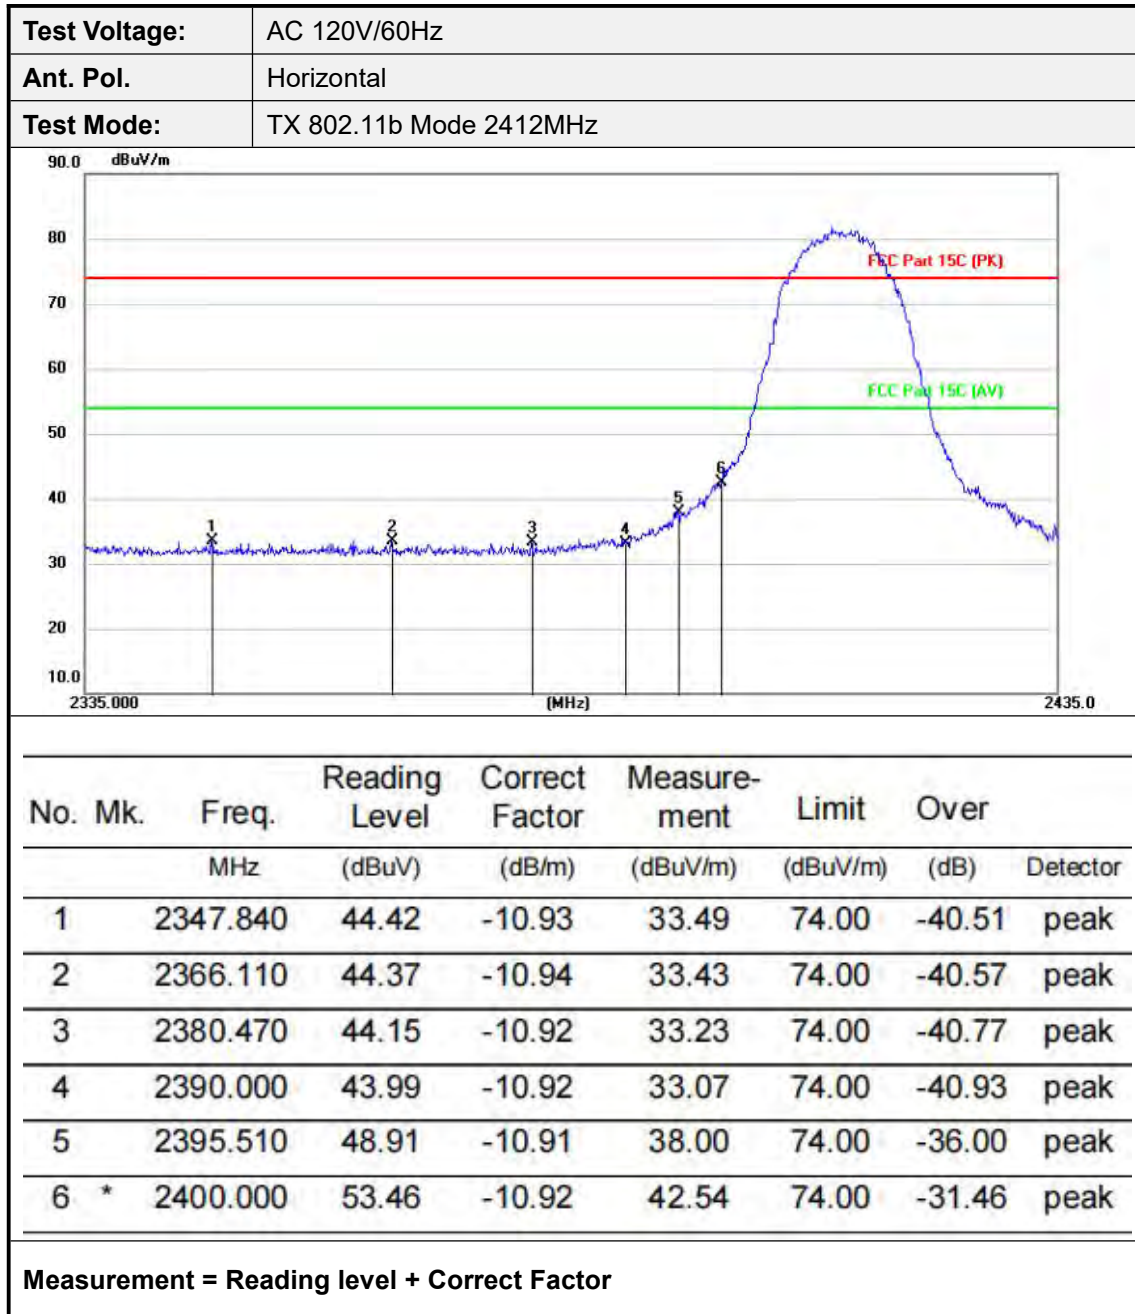 Test Voltage: AC 120V/60Hz
Ant. Pol. Horizontal
Test Mode: TX 802.11b Mode 2412MHz
90.0 dBuV/m
80
FCC Part 15C (PK)
70
60
FCC Part 15C (AV)
50
40
30
20
10.0
1 2 3 4 5 6
2335.000 (MHz) 2435.0
No. Mk. Freq. Reading Level Correct Factor Measure-ment Limit Over
MHz (dBuV) (dB/m) (dBuV/m) (dBuV/m) (dB) Detector
1 2347.840 44.42 -10.93 33.49 74.00 -40.51 peak
2 2366.110 44.37 -10.94 33.43 74.00 -40.57 peak
3 2380.470 44.15 -10.92 33.23 74.00 -40.77 peak
4 2390.000 43.99 -10.92 33.07 74.00 -40.93 peak
5 2395.510 48.91 -10.91 38.00 74.00 -36.00 peak
6 * 2400.000 53.46 -10.92 42.54 74.00 -31.46 peak
Measurement = Reading level + Correct Factor